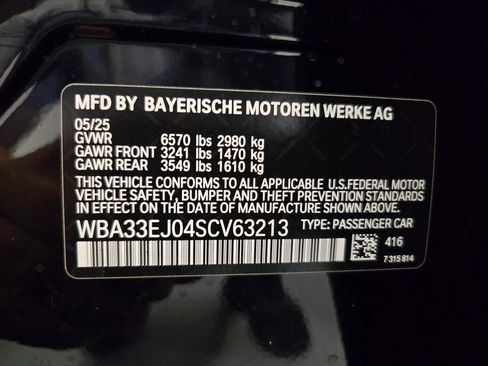 MFD BY BAYERISCHE MOTOREN WERKE AG
05/25
GVWR 6570 lbs 2980 kg
GAWR FRONT 3241 lbs 1470 kg
GAWR REAR 3549 lbs 1610 kg
THIS VEHICLE CONFORMS TO ALL APPLICABLE U.S.FEDERAL MOTOR
VEHICLE SAFETY, BUMPER AND THEFT PREVENTION STANDARDS
IN EFFECT ON THE DATE OF MANUFACTURE SHOWN ABOVE.
WBA33EJ04SCV63213 TYPE: PASSENGER CAR
416
7 315 814